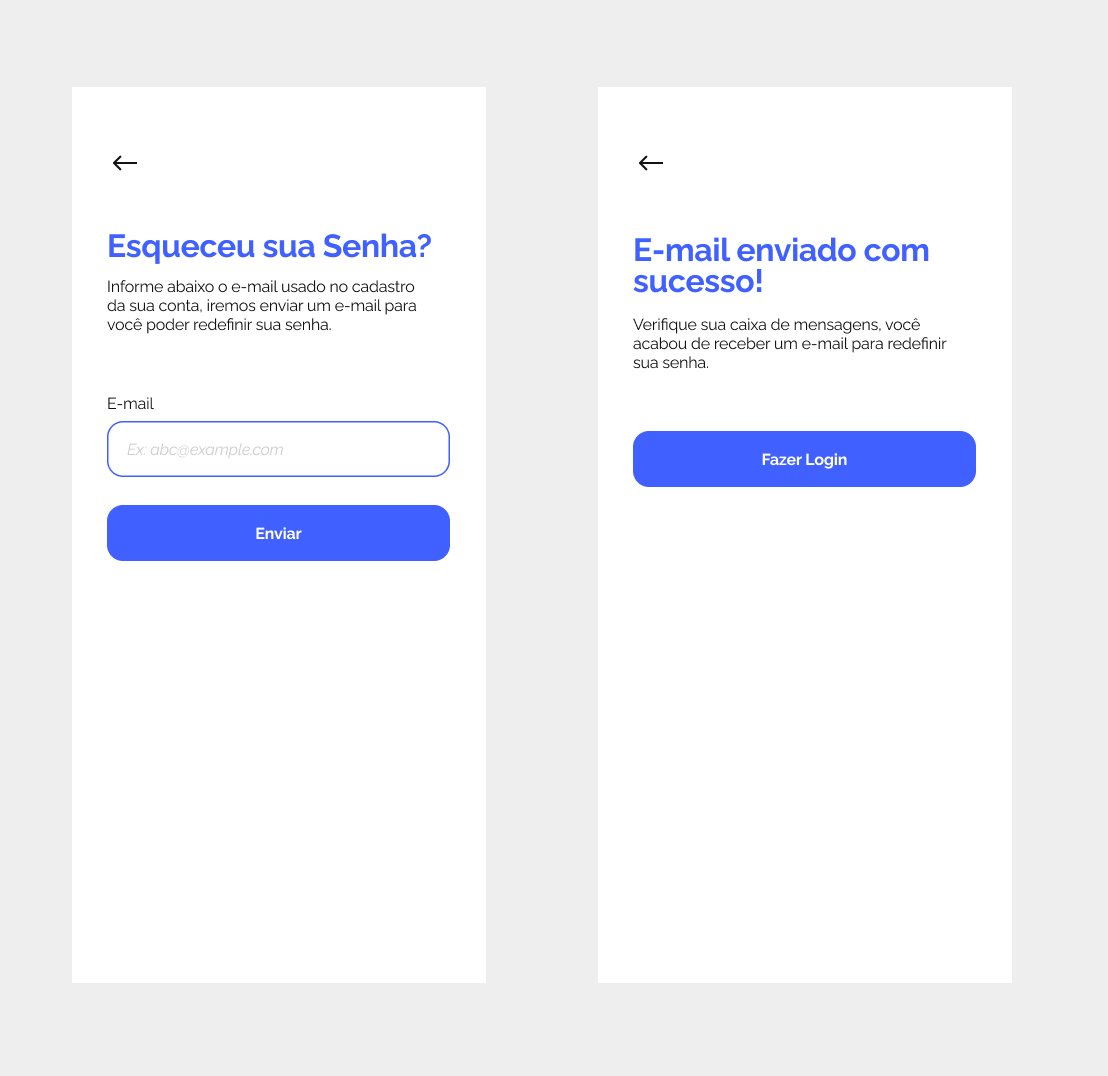 Esqueceu sua Senha?
Informe abaixo o e-mail usado no cadastro
da sua conta, iremos enviar um e-mail para
você poder redefinir sua senha.
E-mail
Ex: abc@example.com
Enviar
E-mail enviado com
sucesso!
Verifique sua caixa de mensagens, você
acabou de receber um e-mail para redefinir
sua senha.
Fazer Login